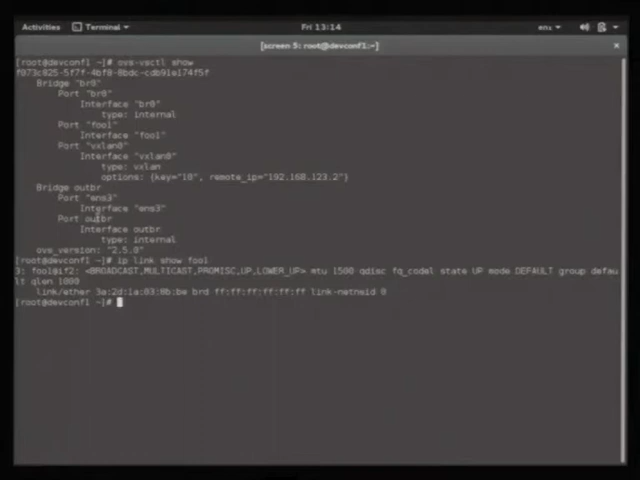 Activities Terminal Fri 13:14 en₁
[screen 5: root@devconf1:~]
[root@devconf1 ~]# ovs-vsctl show
f073c825-5f7f-4bf8-8bdc-cdb91e174f5f
Bridge "br0"
Port "br0"
Interface "br0"
type: internal
Port "foo1"
Interface "foo1"
Port "vxlan0"
Interface "vxlan0"
type: vxlan
options: {key="10", remote_ip="192.168.123.2"}
Bridge outbr
Port "ens3"
Interface "ens3"
Port outbr
Interface outbr
type: internal
ovs_version: "2.5.0"
[root@devconf1 ~]# ip link show foo1
3: foo1@if2: <BROADCAST,MULTICAST,PROMISC,UP,LOWER_UP> mtu 1500 qdisc fq_codel state UP mode DEFAULT group defau
lt qlen 1000
link/ether 3a:2d:1a:03:8b:be brd ff:ff:ff:ff:ff:ff link-netnsid 0
[root@devconf1 ~]#